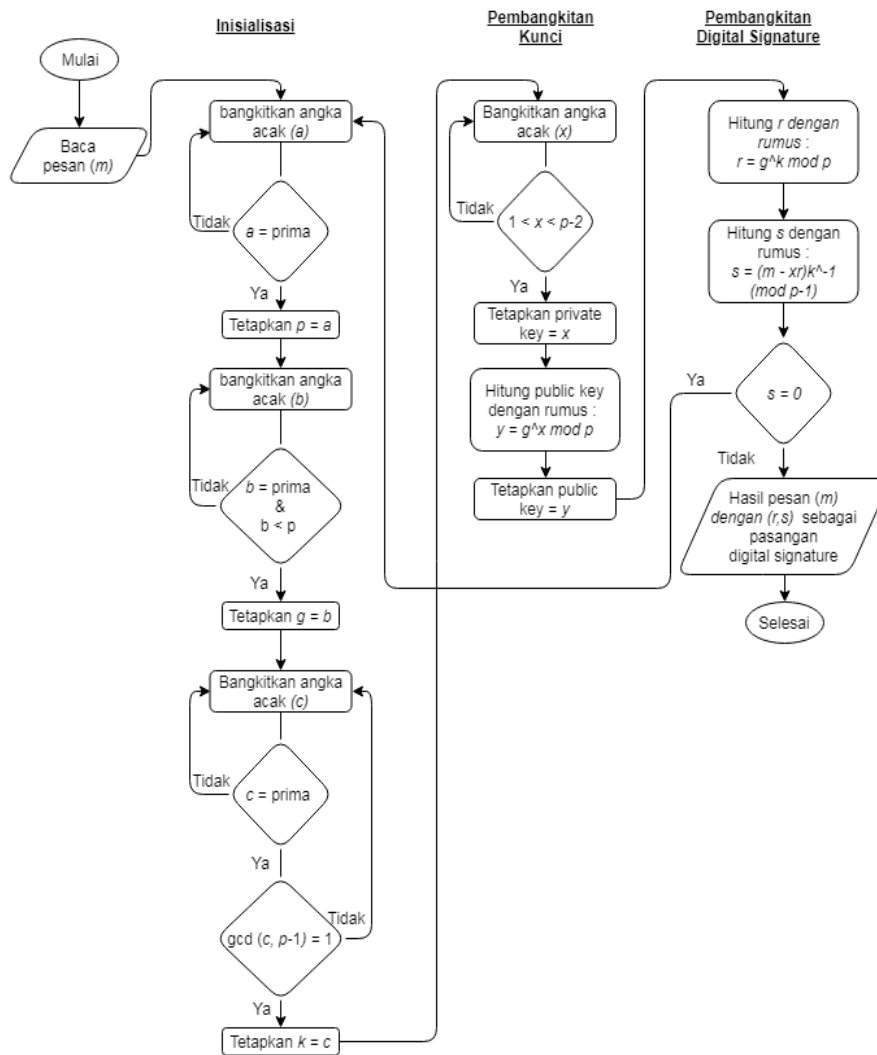 Inisialisasi
Mulai
Baca
pesan (m)
bangkitkan angka
acak (a)
Tidak
a = prima
Ya
Tetapkan p = a
bangkitkan angka
acak (b)
Tidak
b = prima
&
b < p
Ya
Tetapkan g = b
Bangkitkan angka
acak (c)
Tidak
c = prima
Ya
Tidak
gcd (c, p-1) = 1
Ya
Tetapkan k = c
Pembangkitan
Kunci
Bangkitkan angka
acak (x)
Tidak
1 < x < p-2
Ya
Tetapkan private
key = x
Hitung public key
dengan rumus :
y = g^x mod p
Tetapkan public
key = y
Pembangkitan
Digital Signature
Hitung r dengan
rumus :
r = g^k mod p
Hitung s dengan
rumus :
s = (m - xr)k^-1
(mod p-1)
Ya
s = 0
Tidak
Hasil pesan (m)
dengan (r,s) sebagai
pasangan
digital signature
Selesai